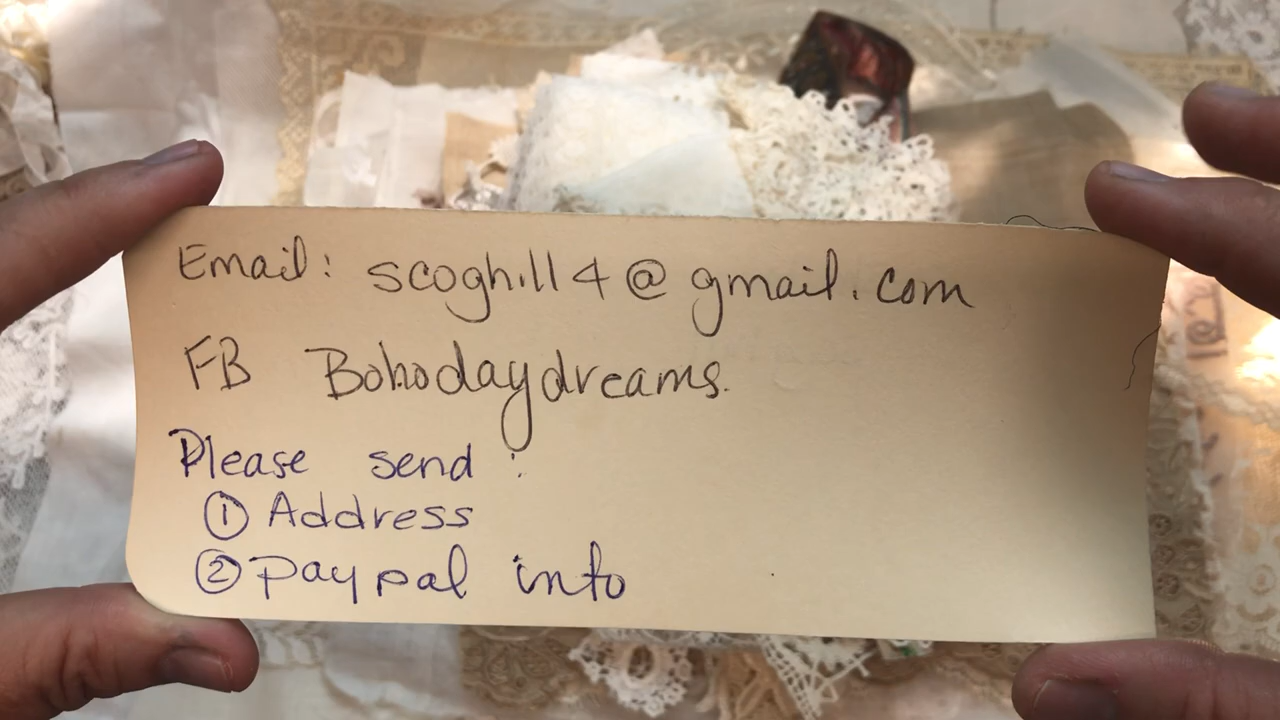 Email: scoghill4@gmail.com
FB Bohodaydreams.
Please send:
① Address
② paypal info